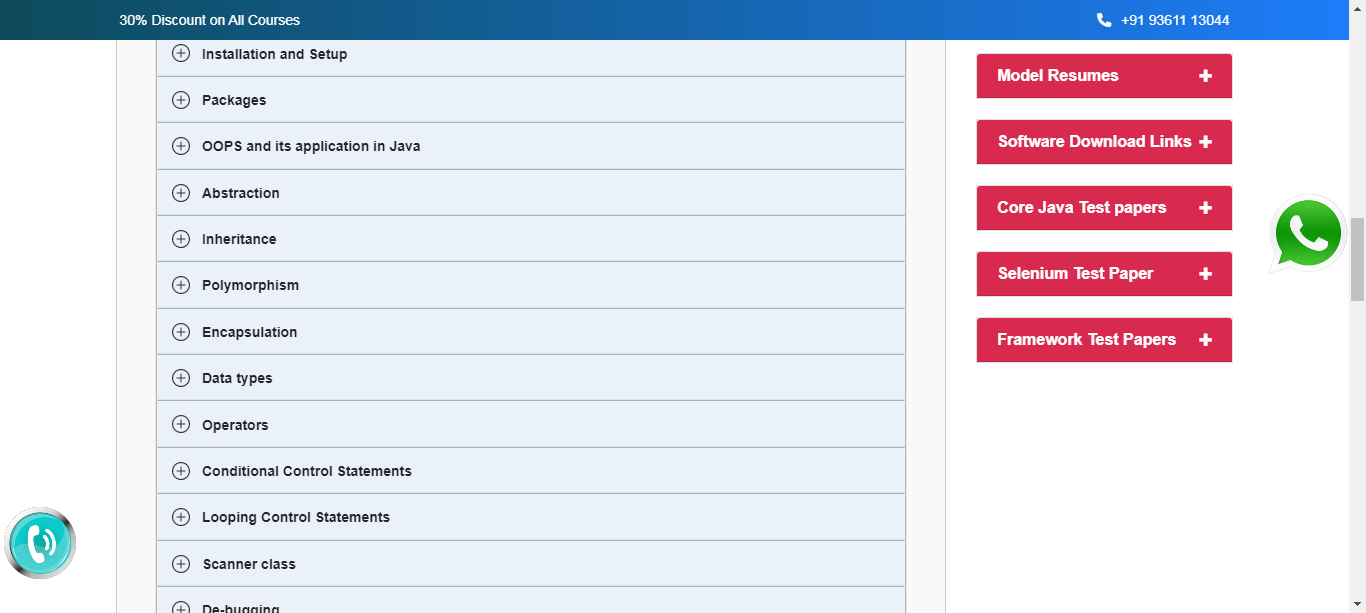 30% Discount on All Courses
+91 93611 13044
Installation and Setup
Packages
OOPS and its application in Java
Abstraction
Inheritance
Polymorphism
Encapsulation
Data types
Operators
Conditional Control Statements
Looping Control Statements
Scanner class
De-bugging
Model Resumes
Software Download Links
Core Java Test papers
Selenium Test Paper
Framework Test Papers